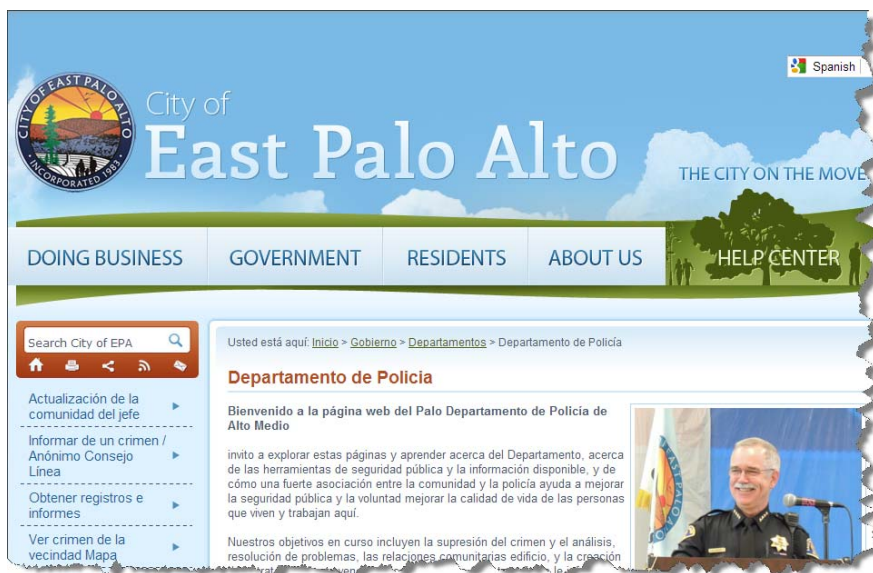 Spanish
CITY OF EAST PALO ALTO
INCORPORATED 1983
City of
East Palo Alto
THE CITY ON THE MOVE
DOING BUSINESS
GOVERNMENT
RESIDENTS
ABOUT US
HELP CENTER
Search City of EPA
Actualización de la
comunidad del jefe
Informar de un crimen /
Anónimo Consejo
Línea
Obtener registros e
informes
Ver crimen de la
vecindad Mapa
Usted está aquí: Inicio > Gobierno > Departamentos > Departamento de Policía
Departamento de Policia
Bienvenido a la página web del Palo Departamento de Policía de
Alto Medio
invito a explorar estas páginas y aprender acerca del Departamento, acerca
de las herramientas de seguridad pública y la información disponible, y de
cómo una fuerte asociación entre la comunidad y la policía ayuda a mejorar
la seguridad pública y la voluntad mejorar la calidad de vida de las personas
que viven y trabajan aquí.
Nuestros objetivos en curso incluyen la supresión del crimen y el análisis,
resolución de problemas, las relaciones comunitarias edificio, y la creación